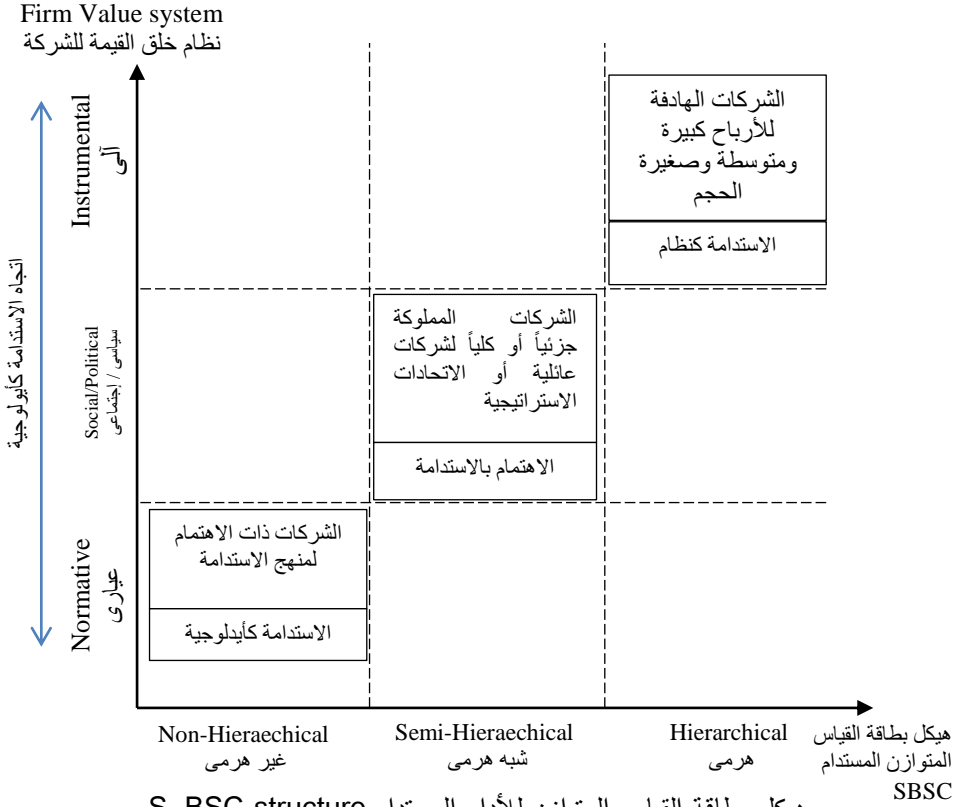 Firm Value system
نظام خلق القيمة للشركة
Instrumental
آلى
الشركات الهادفة
للأرباح كبيرة
ومتوسطة وصغيرة
الحجم
الاستدامة كنظام
اتجاه الاستدامة كأيولوجية
Social/Political
سياسى / إجتماعى
الشركات المملوكة
جزئياً أو كلياً لشركات
عائلية أو الاتحادات
الاستراتيجية
الاهتمام بالاستدامة
Normative
عيارى
الشركات ذات الاهتمام
لمنهج الاستدامة
الاستدامة كأيدلوجية
Non-Hieraechical
غير هرمى
Semi-Hieraechical
شبه هرمى
Hierarchical
هرمى
هيكل بطاقة القياس
المتوازن المستدام
SBSC